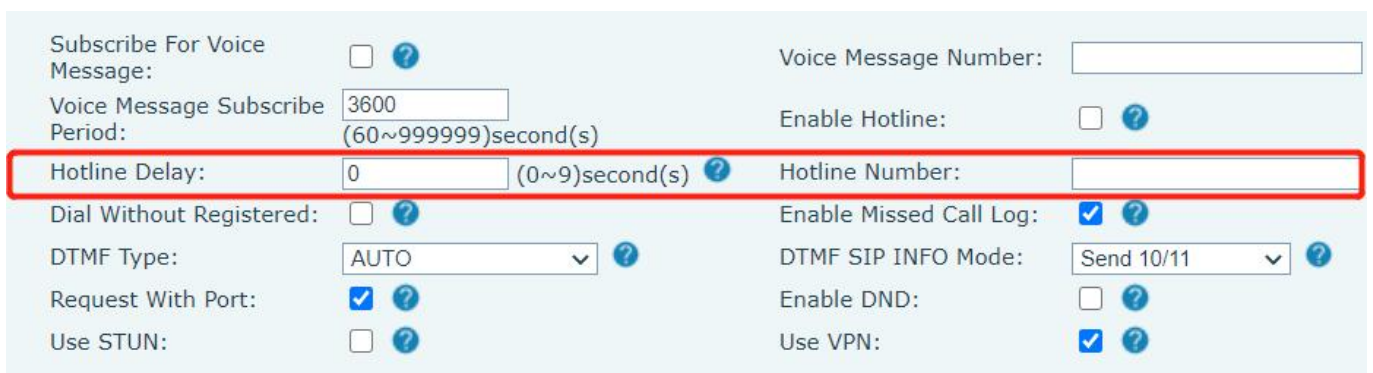 Subscribe For Voice
Message:
?
Voice Message Number:
Voice Message Subscribe
Period:
3600
(60~999999)second(s)
Enable Hotline:
?
Hotline Delay:
0
(0~9)second(s)
?
Hotline Number:
Dial Without Registered:
?
Enable Missed Call Log:
?
DTMF Type:
AUTO
?
DTMF SIP INFO Mode:
Send 10/11
?
Request With Port:
?
Enable DND:
?
Use STUN:
?
Use VPN:
?